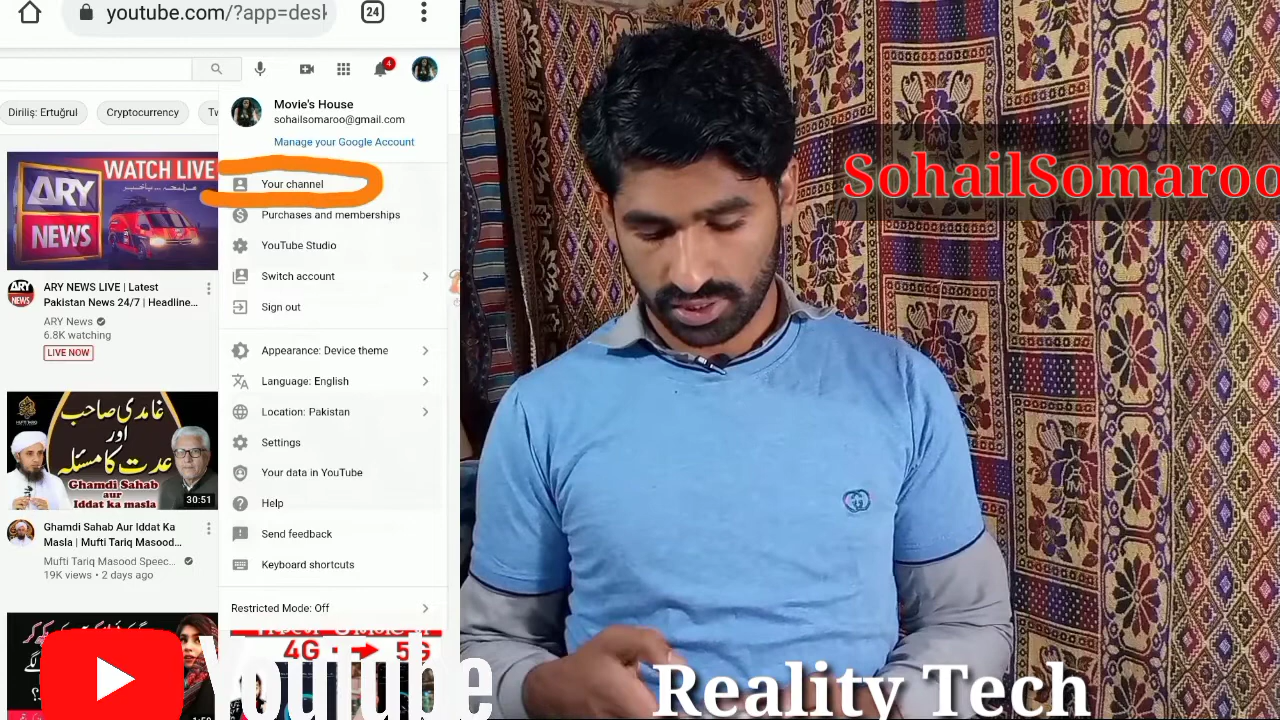 youtube.com/?app=desk
24
4
Movie's House
sohailsomaroo@gmail.com
Manage your Google Account
Diriliş: Ertuğrul
Cryptocurrency
Tw
WATCH LIVE
ARY
NEWS
Your channel
Purchases and memberships
YouTube Studio
Switch account
Sign out
ARY NEWS LIVE | Latest
Pakistan News 24/7 | Headline...
ARY News
6.8K watching
LIVE NOW
Appearance: Device theme
Language: English
Location: Pakistan
Settings
Your data in YouTube
Help
Send feedback
Keyboard shortcuts
Restricted Mode: Off
غامدی صاحب
اور
عدت کا مسئلہ
Ghamdi Sahab
aur
Iddat ka masla
30:51
Ghamdi Sahab Aur Iddat Ka
Masla | Mufti Tariq Masood...
Mufti Tariq Masood Speec...
19K views • 2 days ago
4G
5G
YouTube
SohailSomaroo
Reality Tech